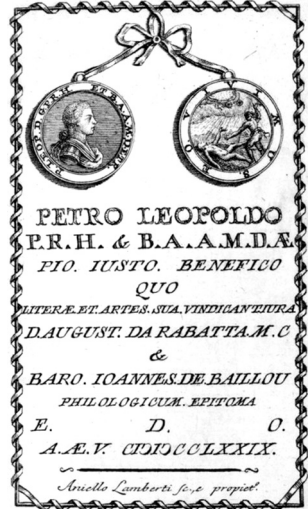 PETRO LEOPOLDO
P.R.H. & B.A.A.M.DÆ
PIO. IUSTO. BENEFICO
QUO
LITERÆ.ET.ARTES.SUA.VINDICANT.IURA
D.AUGUST. DA RABATTA.M.C
&
BARO. IOANNES.DE.BAILLOU
PHILOLOGICUM. EPITOMA
E. D. O.
A.Æ.V. CIƆIƆCCLXXIX.
Aniello Lamberti sc., e propiet.